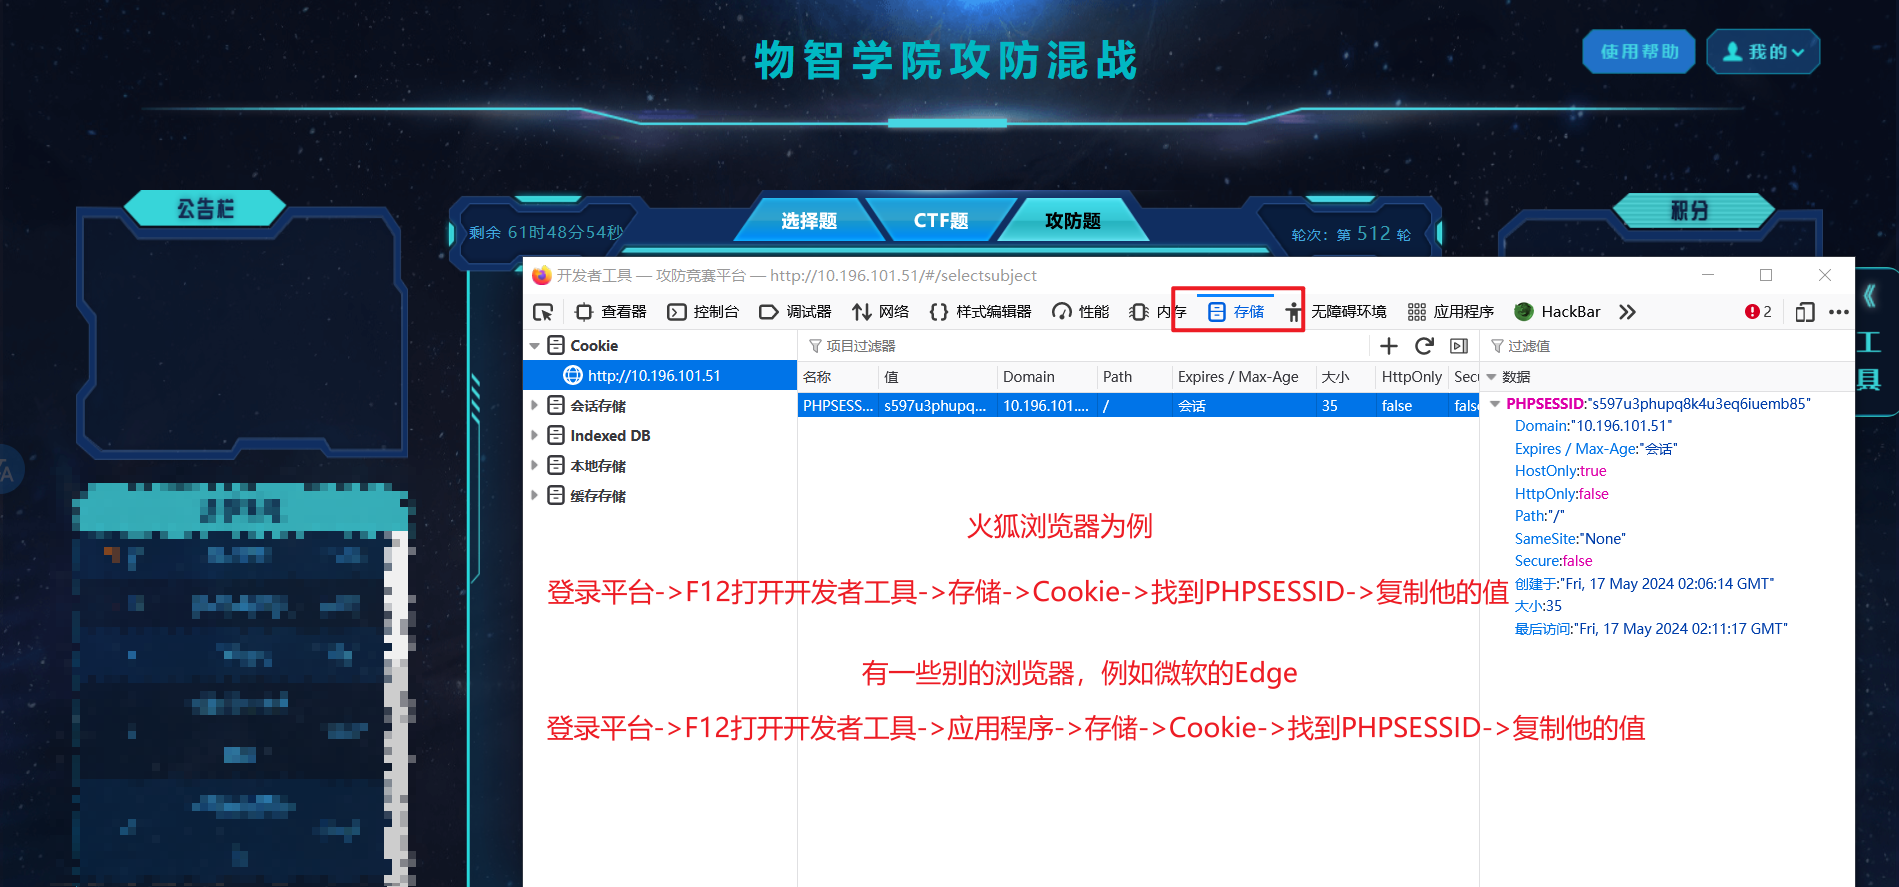 物智学院攻防混战
使用帮助
我的
公告栏
剩余 61时48分54秒
选择题
CTF题
攻防题
轮次：第 512 轮
积分
工具
开发者工具 — 攻防竞赛平台 — http://10.196.101.51/#/selectsubject
查看器 控制台 调试器 网络 样式编辑器 性能 内存 存储 无障碍环境 应用程序 HackBar 2
Cookie
http://10.196.101.51
会话存储
Indexed DB
本地存储
缓存存储
项目过滤器
名称 值 Domain Path Expires / Max-Age 大小 HttpOnly Secu
PHPSESS... s597u3phupq... 10.196.101.... / 会话 35 false false
过滤值
数据
PHPSESSID:"s597u3phupq8k4u3eq6iuemb85"
Domain:"10.196.101.51"
Expires / Max-Age:"会话"
HostOnly:true
HttpOnly:false
Path:"/"
SameSite:"None"
Secure:false
创建于:"Fri, 17 May 2024 02:06:14 GMT"
大小:35
最后访问:"Fri, 17 May 2024 02:11:17 GMT"
火狐浏览器为例
登录平台->F12打开开发者工具->存储->Cookie->找到PHPSESSID->复制他的值
有一些别的浏览器，例如微软的Edge
登录平台->F12打开开发者工具->应用程序->存储->Cookie->找到PHPSESSID->复制他的值